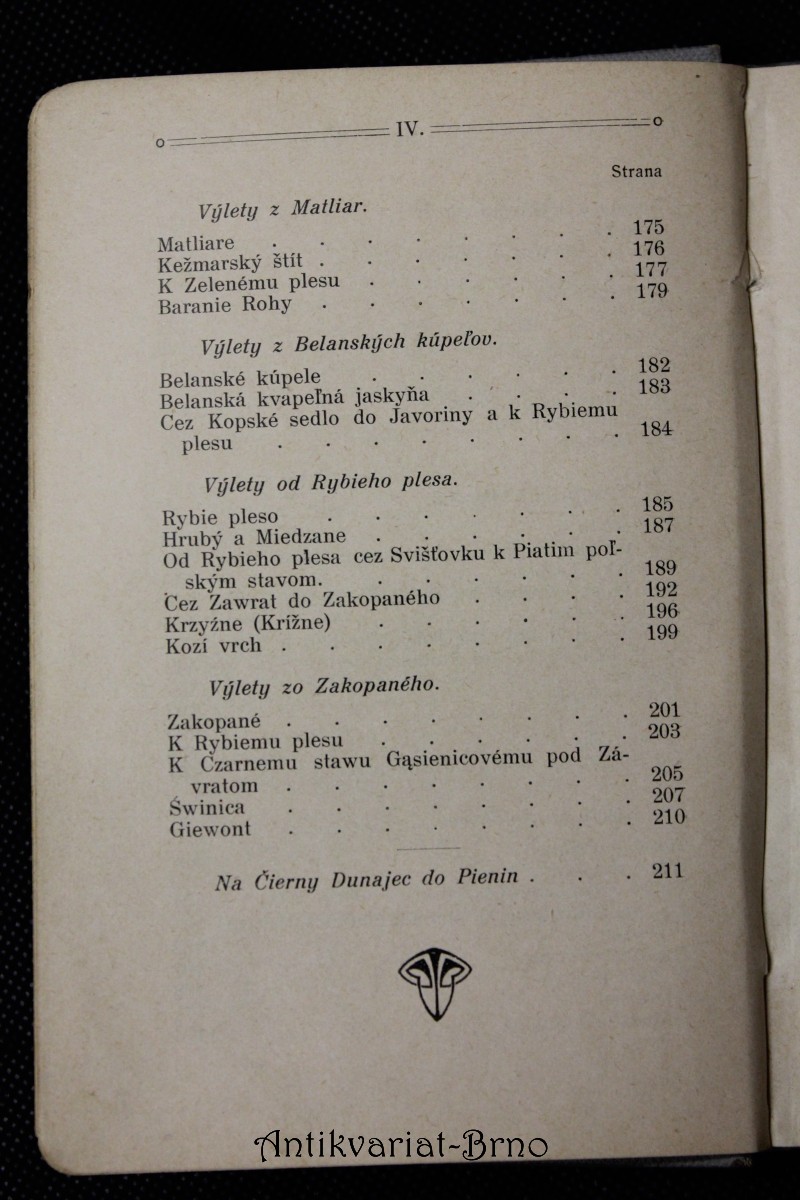 IV.
Strana
Výlety z Matliar.
Matliare . . . . . . . . 175
Kežmarský štít . . . . . . . 176
K Zelenému plesu . . . . . . 177
Baranie Rohy . . . . . . . 179
Výlety z Belanských kúpeľov.
Belanské kúpele . . . . . . 182
Belanská kvapeľná jaskyňa . . . . 183
Cez Kopské sedlo do Javoriny a k Rybiemu
plesu . . . . . . . . 184
Výlety od Rybieho plesa.
Rybie pleso . . . . . . . 185
Hrubý a Miedzane . . . . . . 187
Od Rybieho plesa cez Svišťovku k Piatim poľ-
ským stavom. . . . . . . 189
Cez Zawrat do Zakopaného . . . . 192
Krzyźne (Krížne) . . . . . . 196
Kozí vrch . . . . . . . . 199
Výlety zo Zakopaného.
Zakopané . . . . . . . . 201
K Rybiemu plesu . . . . . . 203
K Czarnemu stawu Gąsienicovému pod Zá-
vratom . . . . . . . . 205
Świnica . . . . . . . . 207
Giewont . . . . . . . . 210
Na Čierny Dunajec do Pienin . . . 211
Antikvariat-Brno